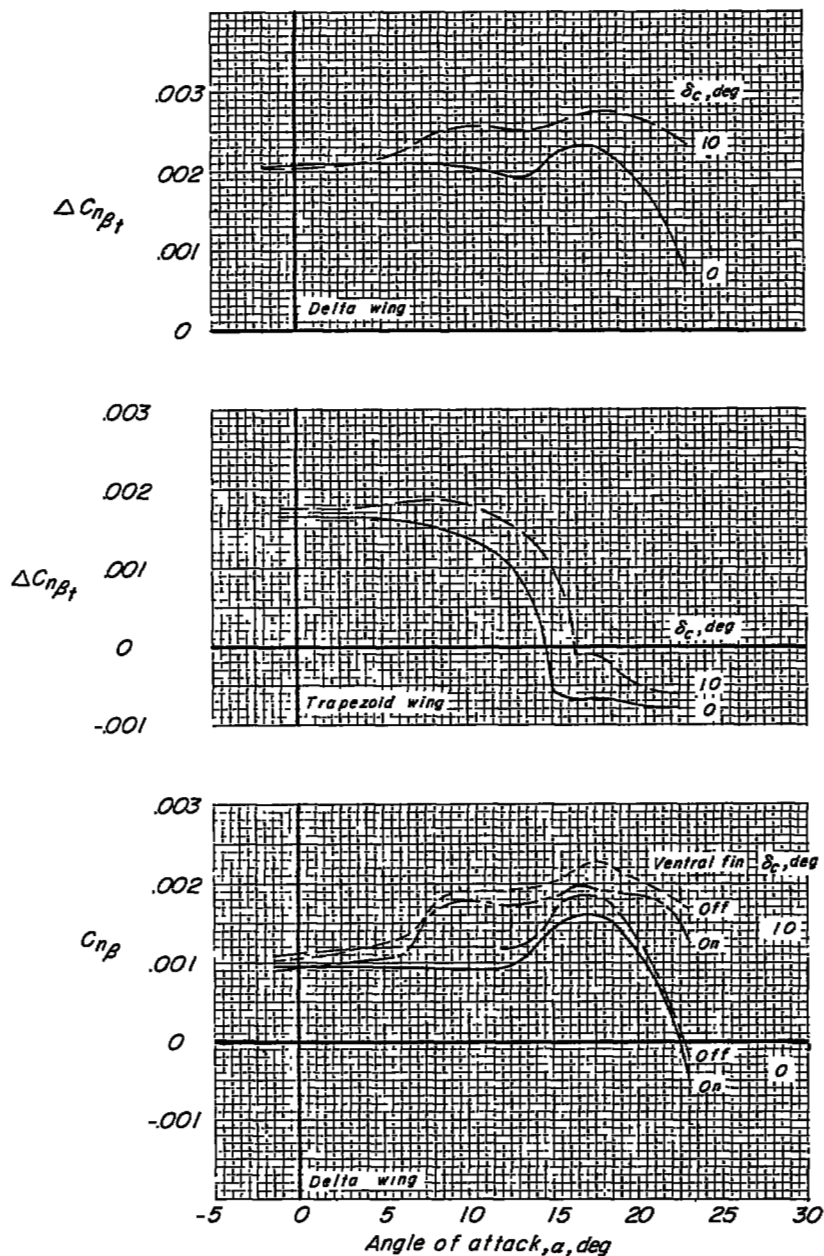 .003
δc, deg
10
.002
ΔCnβt
.001
0
0
Delta wing
.003
.002
.001
ΔCnβt
δc, deg
0
10
0
Trapezoid wing
-.001
.003
Ventral fin δc, deg
.002
Off
10
Cnβ
On
.001
0
Off
0
On
-.001
Delta wing
-5 0 5 10 15 20 25 30
Angle of attack, α, deg